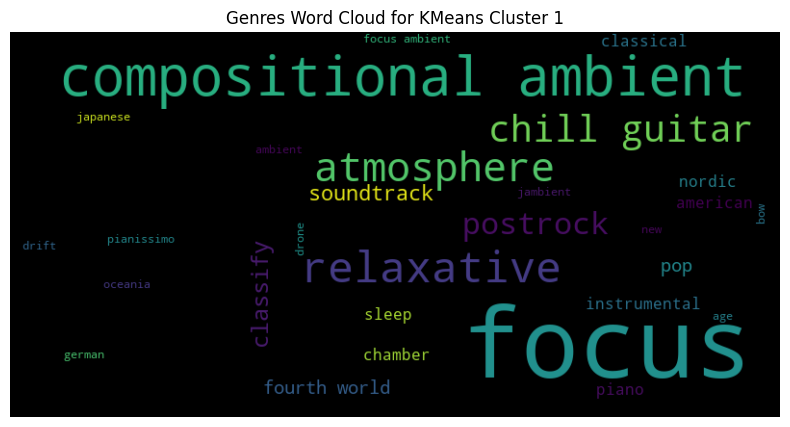 Genres Word Cloud for KMeans Cluster 1
focus ambient
classical
compositional ambient
japanese
chill guitar
ambient
atmosphere
soundtrack
jambient
nordic
american
bow
postrock
new
drone
pianissimo
drift
classify
relaxative
pop
oceania
sleep
instrumental
age
focus
german
chamber
fourth world
piano